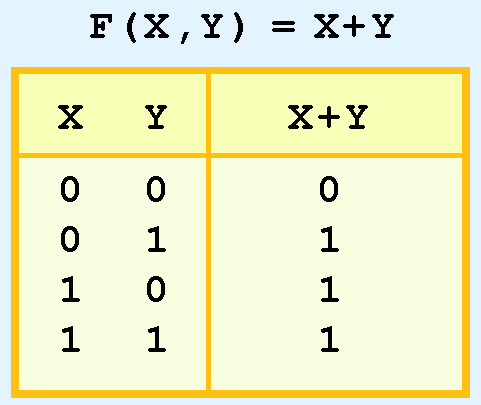 F(X,Y) = X+Y
X Y X+Y
0 0 0
0 1 1
1 0 1
1 1 1